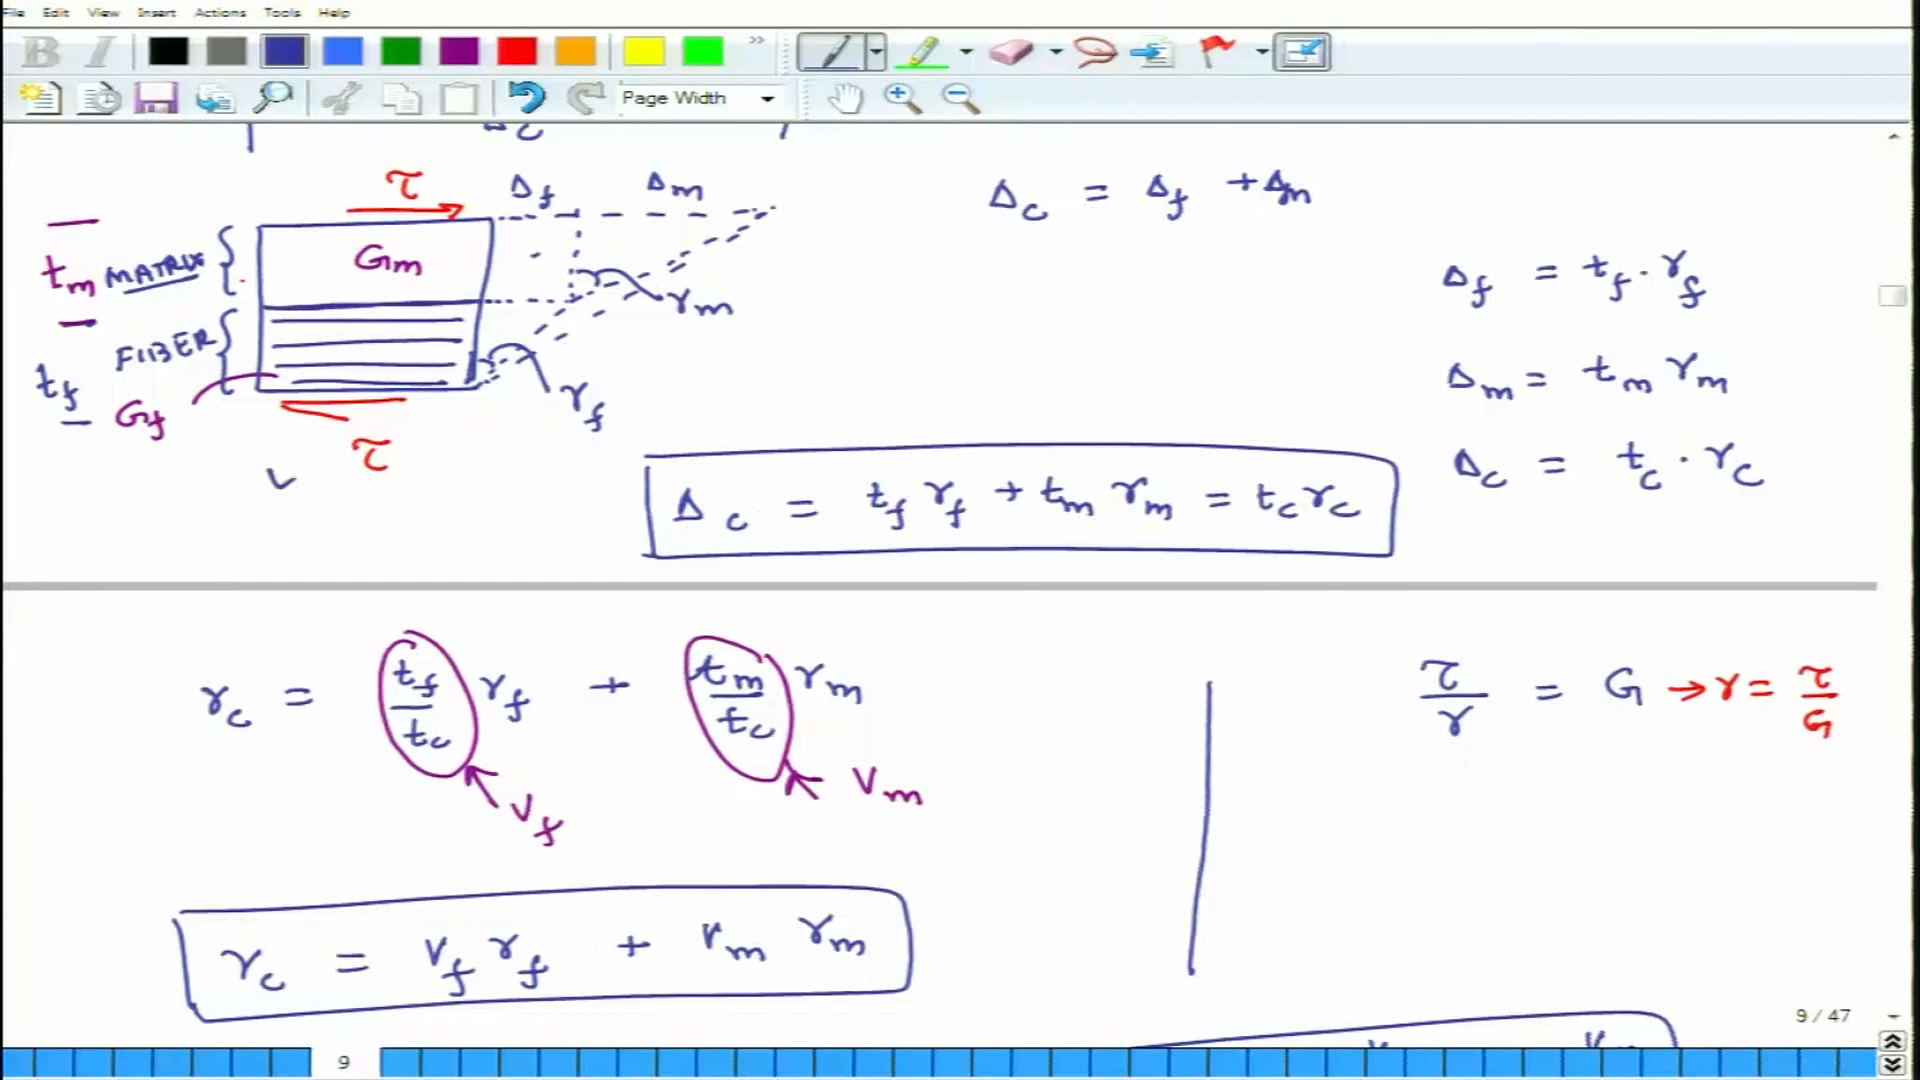 File Edit View Insert Actions Tools Help
B I
Page Width
c
τ Δf Δm Δc = Δf + Δm
tm MATRIX Gm
γm
Δf = tf · γf
tf FIBER
Gf γf
Δm = tm γm
τ
Δc = tc · γc
Δc = tf γf + tm γm = tc γc
γc = tf/tc γf + tm/tc γm
τ/γ = G → γ = τ/G
Vf Vm
γc = Vf γf + Vm γm
9 / 47
9